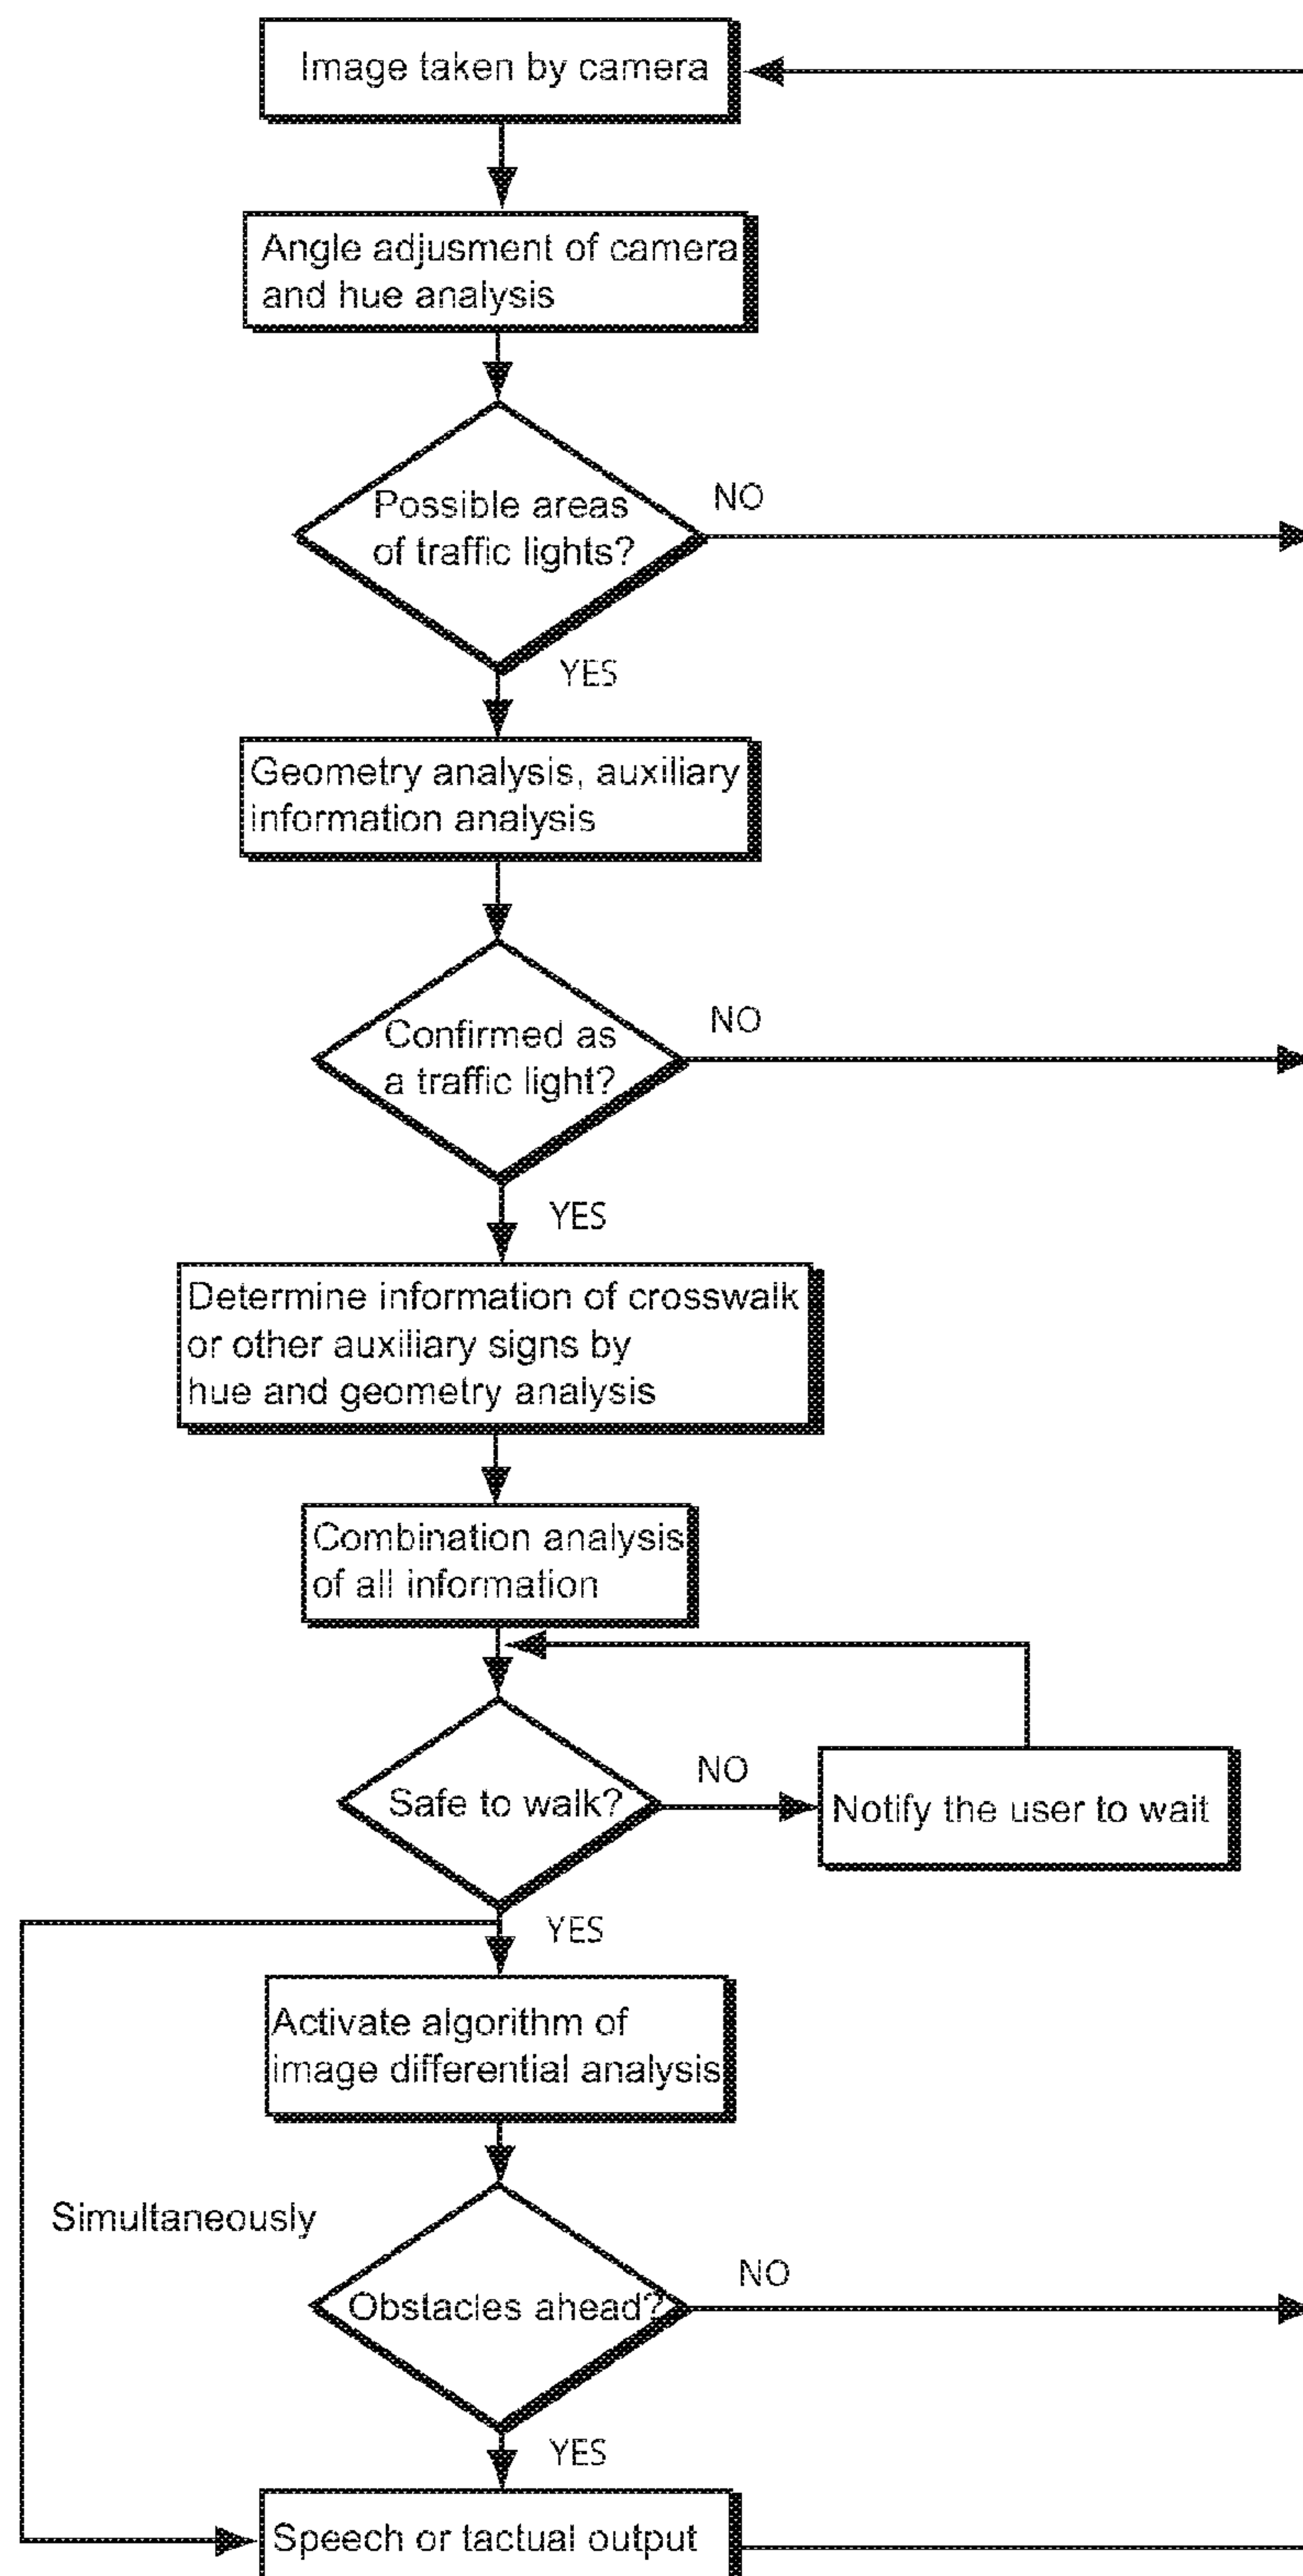 Image taken by camera
Angle adjusment of camera
and hue analysis
Possible areas
of traffic lights?
NO
YES
Geometry analysis, auxiliary
information analysis
Confirmed as
a traffic light?
NO
YES
Determine information of crosswalk
or other auxiliary signs by
hue and geometry analysis
Combination analysis
of all information
Safe to walk?
NO
Notify the user to wait
YES
Activate algorithm of
image differential analysis
Simultaneously
Obstacles ahead?
NO
YES
Speech or tactual output